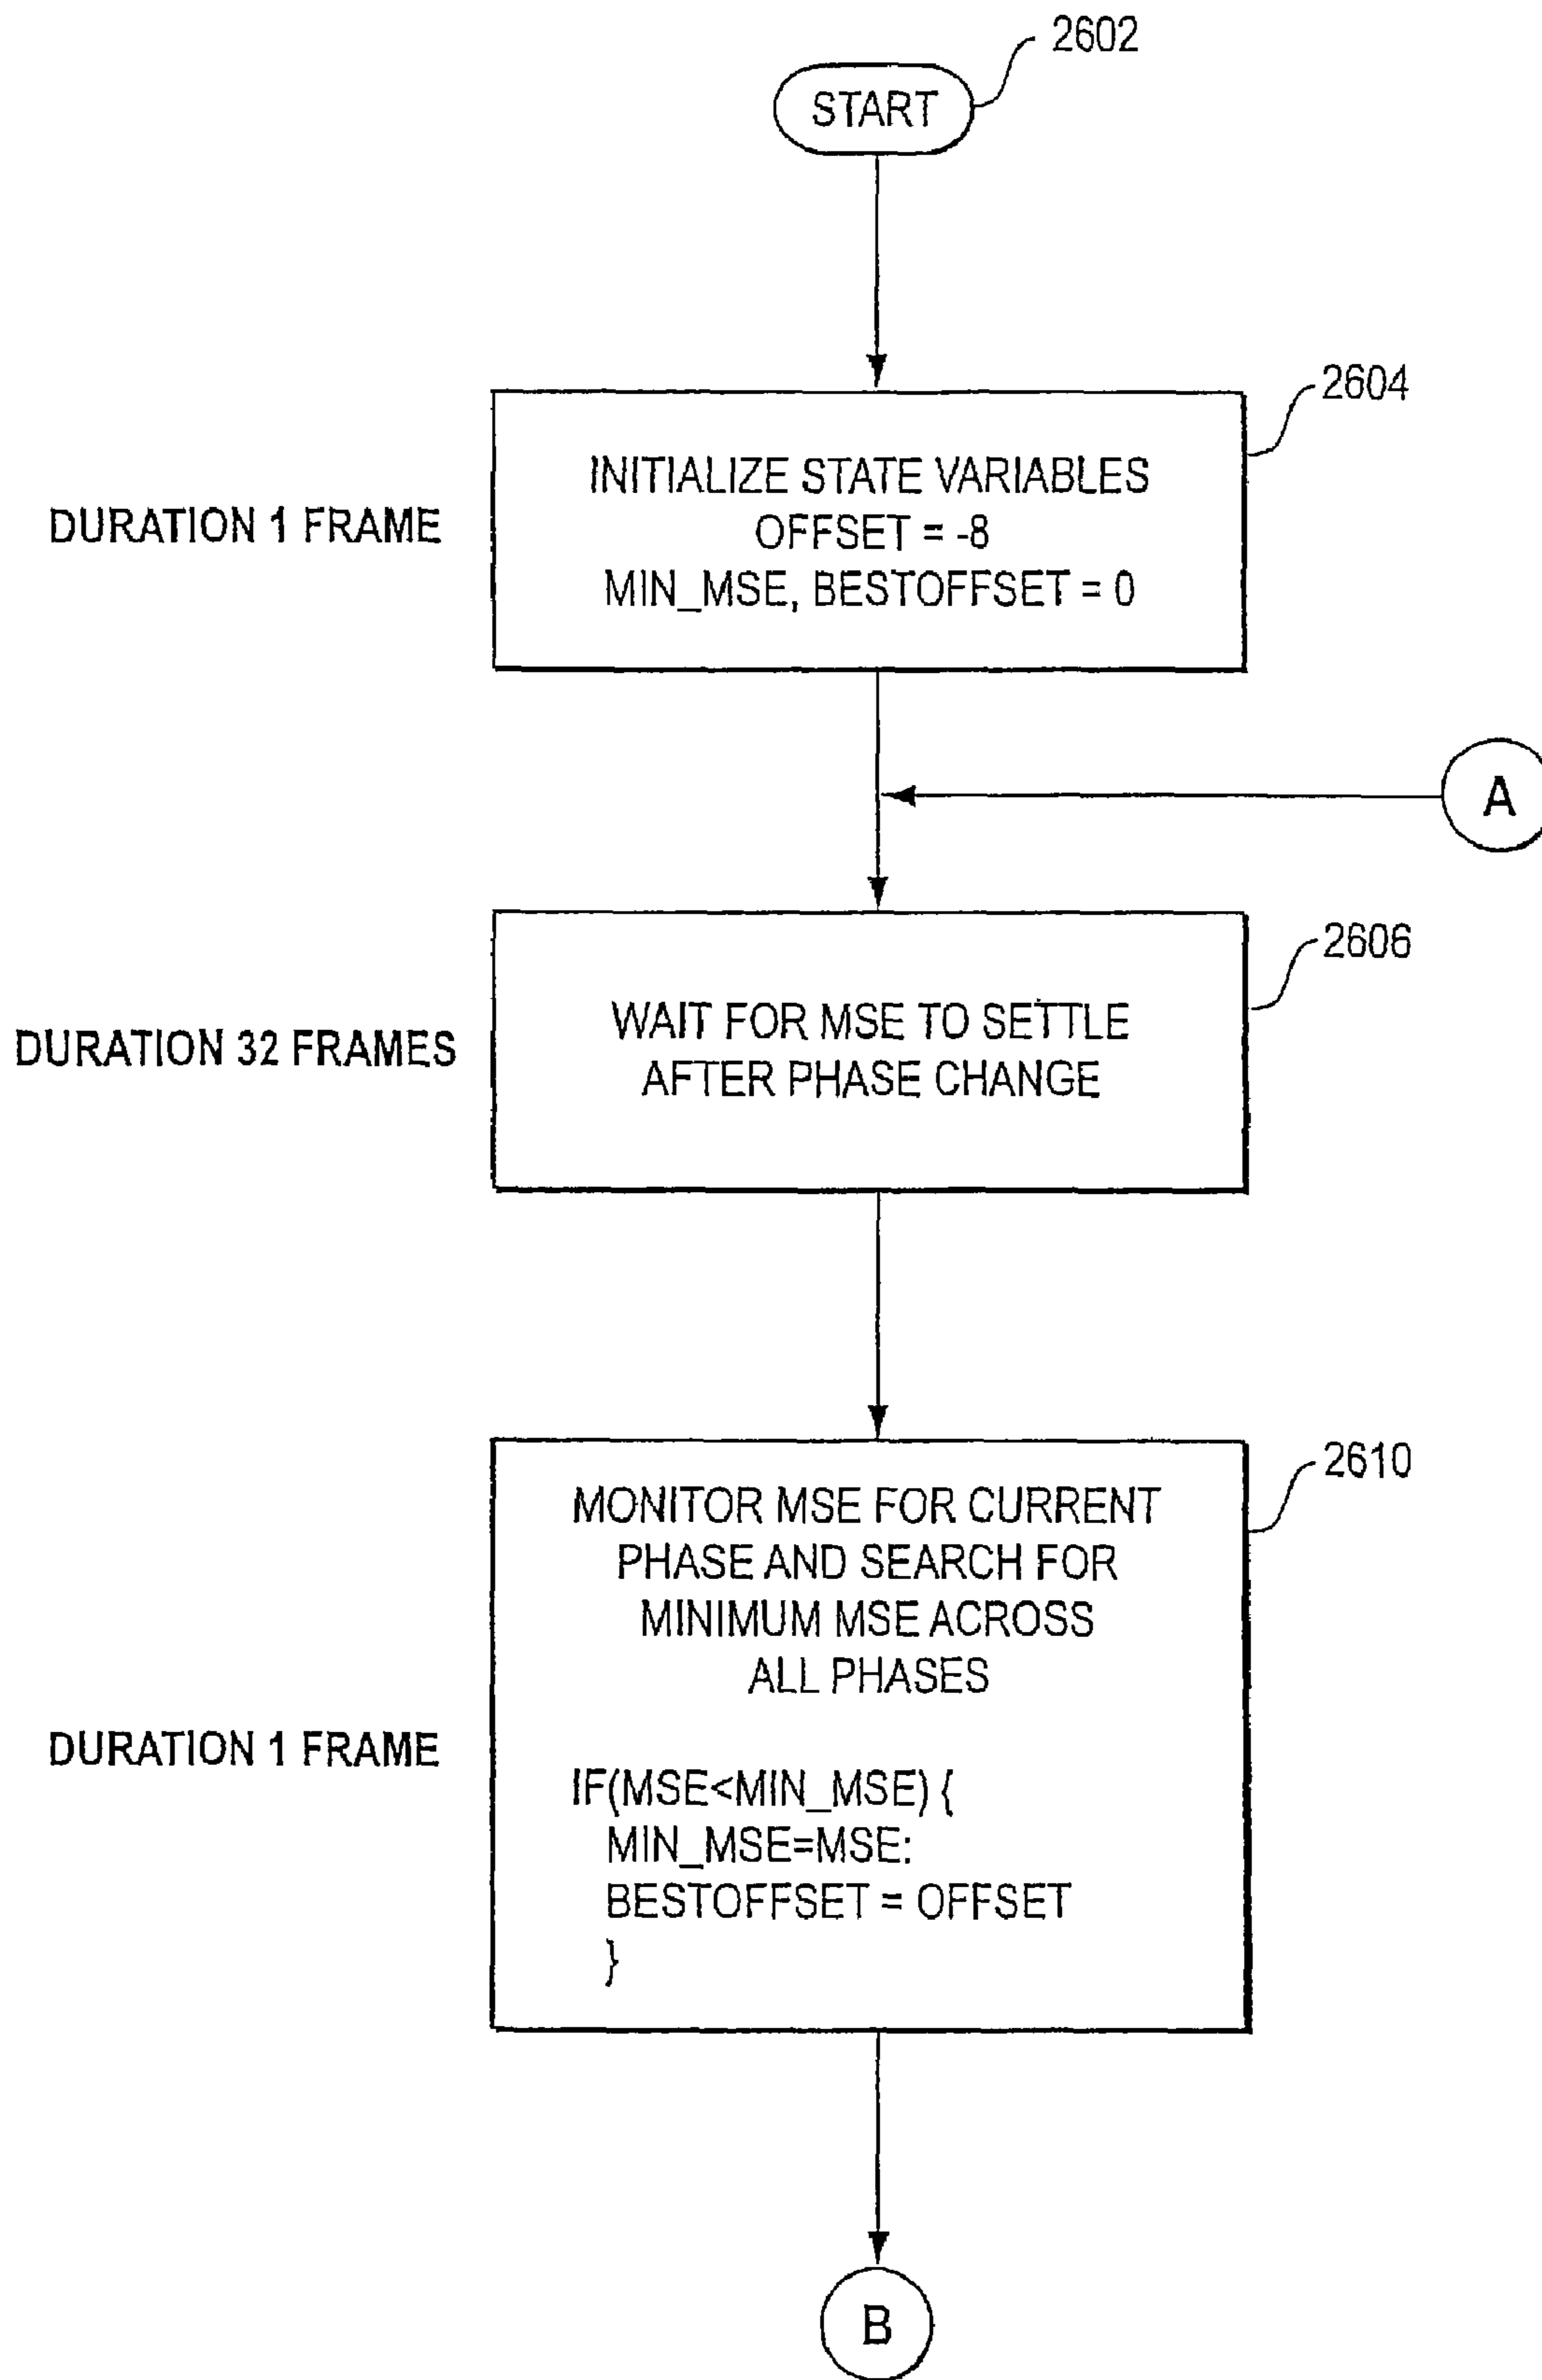 2602
START
2604
INITIALIZE STATE VARIABLES
DURATION 1 FRAME
OFFSET = -8
MIN_MSE, BESTOFFSET = 0
A
2606
WAIT FOR MSE TO SETTLE
DURATION 32 FRAMES
AFTER PHASE CHANGE
2610
MONITOR MSE FOR CURRENT
PHASE AND SEARCH FOR
MINIMUM MSE ACROSS
ALL PHASES
DURATION 1 FRAME
IF(MSE<MIN_MSE) {
MIN_MSE=MSE:
BESTOFFSET = OFFSET
}
B